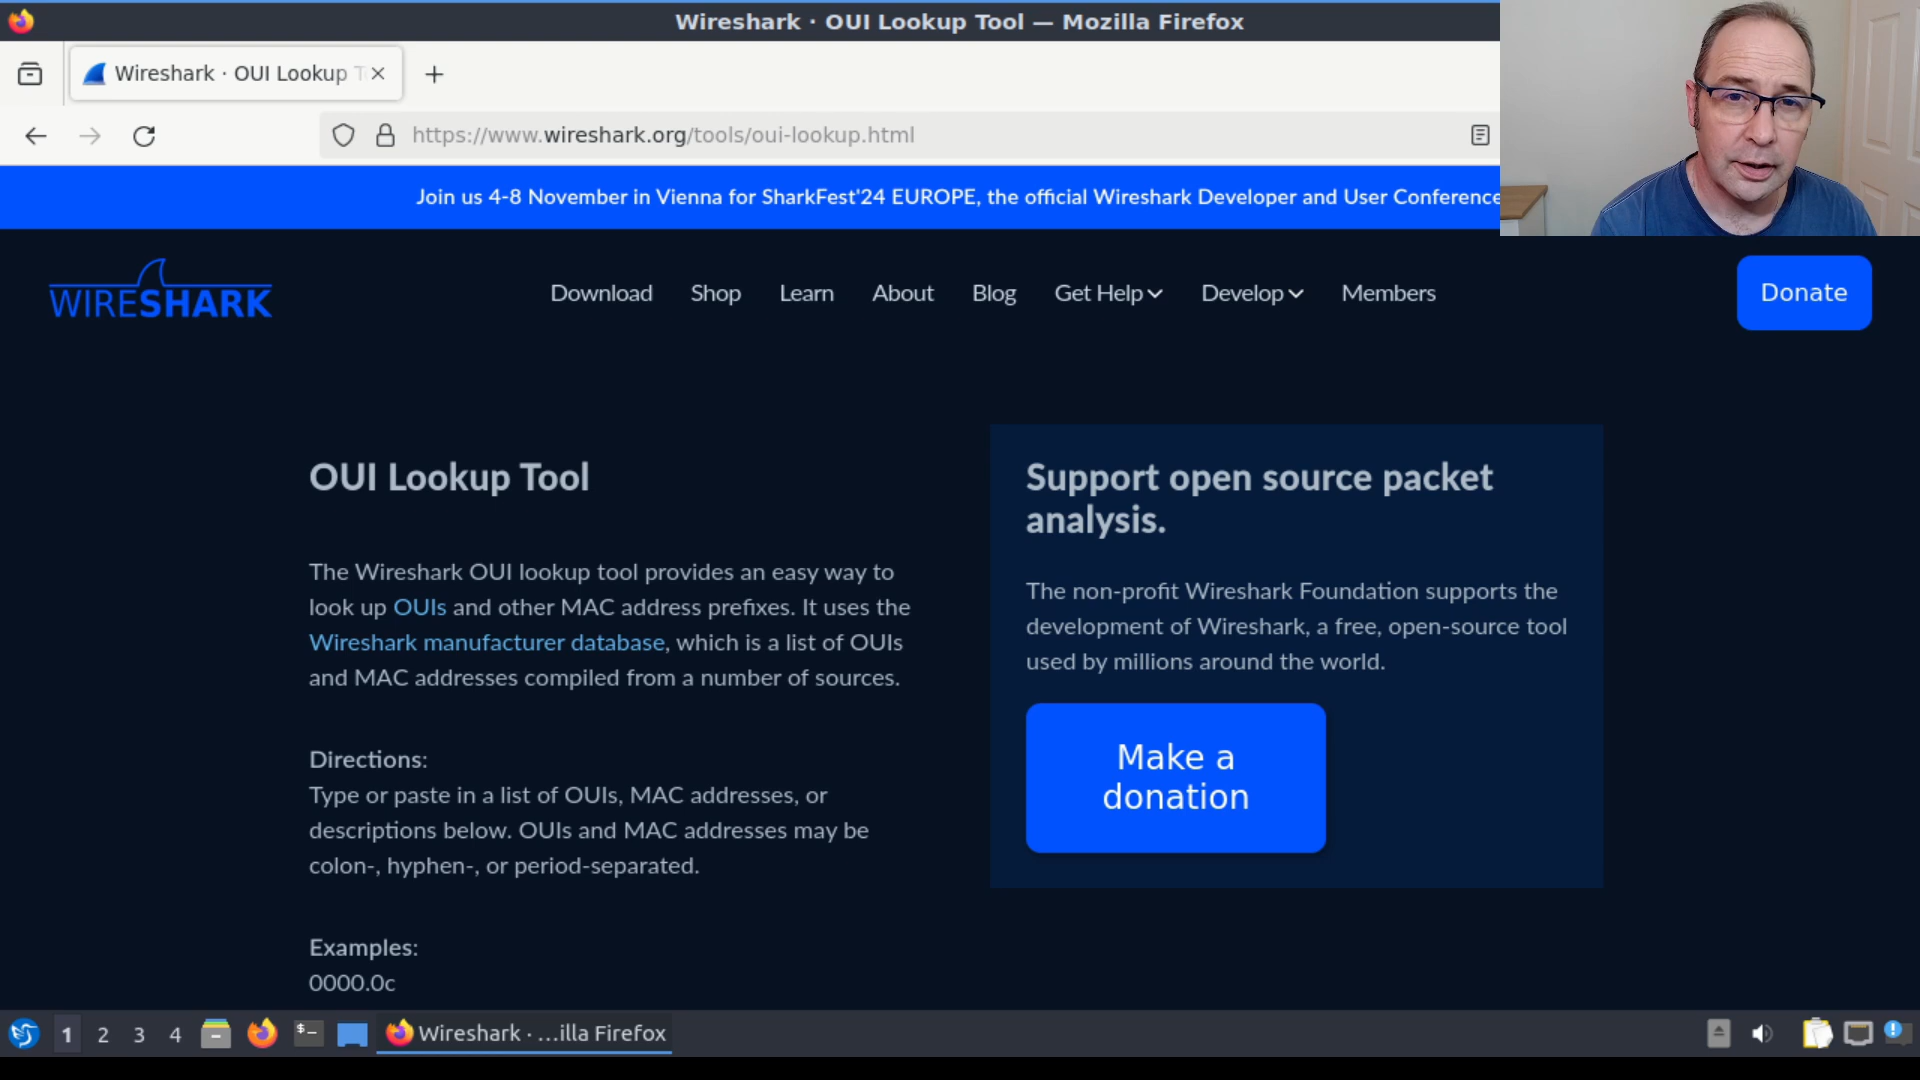 Wireshark · OUI Lookup Tool — Mozilla Firefox
Wireshark · OUI Lookup T
https://www.wireshark.org/tools/oui-lookup.html
Join us 4-8 November in Vienna for SharkFest'24 EUROPE, the official Wireshark Developer and User Conference
WIRESHARK
Download Shop Learn About Blog Get Help Develop Members
Donate
OUI Lookup Tool
The Wireshark OUI lookup tool provides an easy way to
look up OUIs and other MAC address prefixes. It uses the
Wireshark manufacturer database, which is a list of OUIs
and MAC addresses compiled from a number of sources.
Directions:
Type or paste in a list of OUIs, MAC addresses, or
descriptions below. OUIs and MAC addresses may be
colon-, hyphen-, or period-separated.
Examples:
0000.0c
Support open source packet
analysis.
The non-profit Wireshark Foundation supports the
development of Wireshark, a free, open-source tool
used by millions around the world.
Make a
donation
1 2 3 4 $– Wireshark · ...illa Firefox